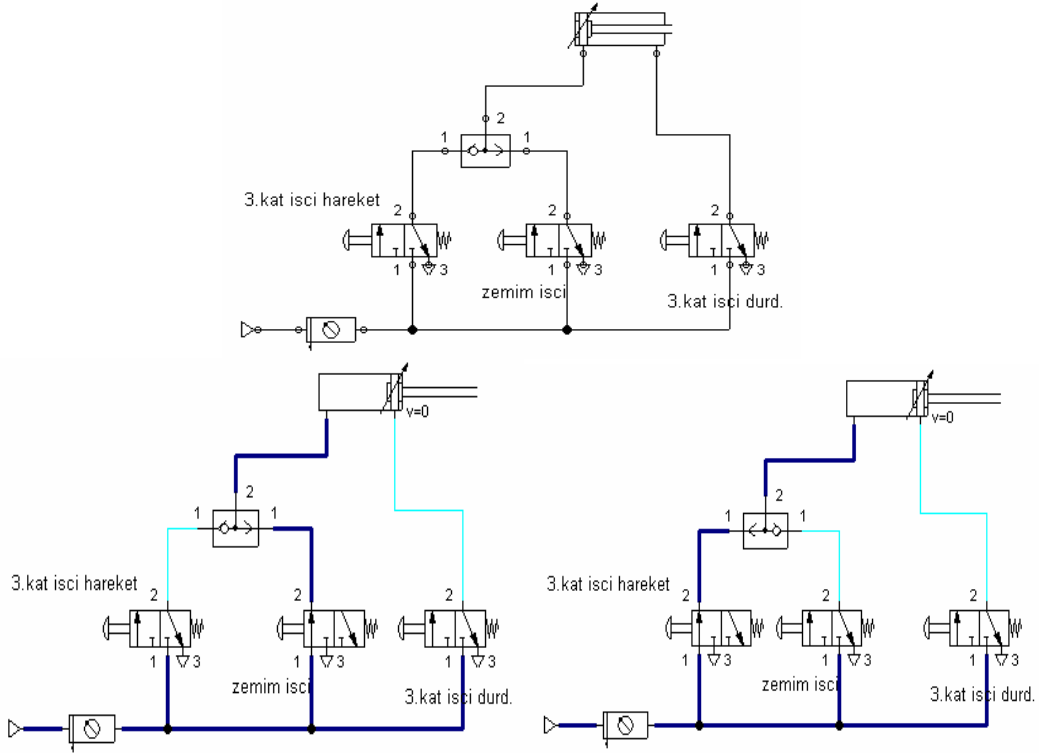 2
1 1
3.kat isci hareket
2 2 2
1 3 1 3 1 3
zemim isci
3.kat isci durd.
v=0
2
1 1
3.kat isci hareket
2
1 3 1 3 1 3
zemim isci
3.kat isci durd.
v=0
2
1 1
3.kat isci hareket
2 2 2
1 3 1 3 1 3
zemim isci
3.kat isci durd.